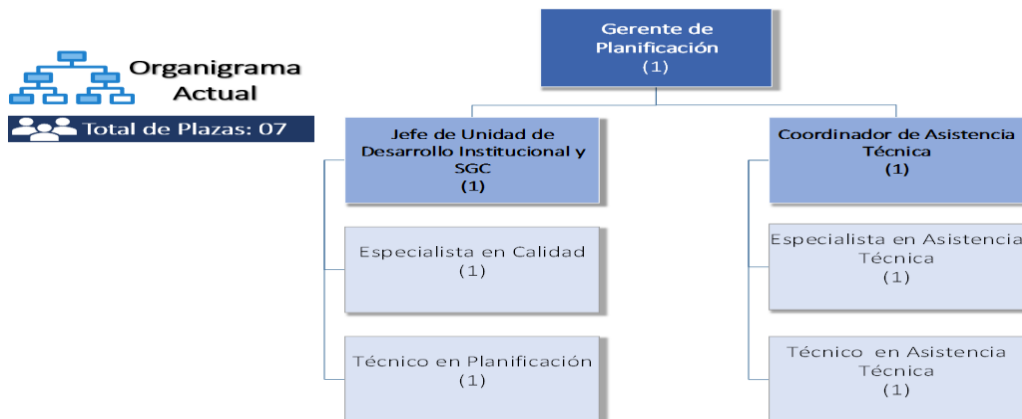 Organigrama
Actual
Total de Plazas: 07
Gerente de
Planificación
(1)
Jefe de Unidad de
Desarrollo Institucional y
SGC
(1)
Especialista en Calidad
(1)
Técnico en Planificación
(1)
Coordinador de Asistencia
Técnica
(1)
Especialista en Asistencia
Técnica
(1)
Técnico en Asistencia
Técnica
(1)